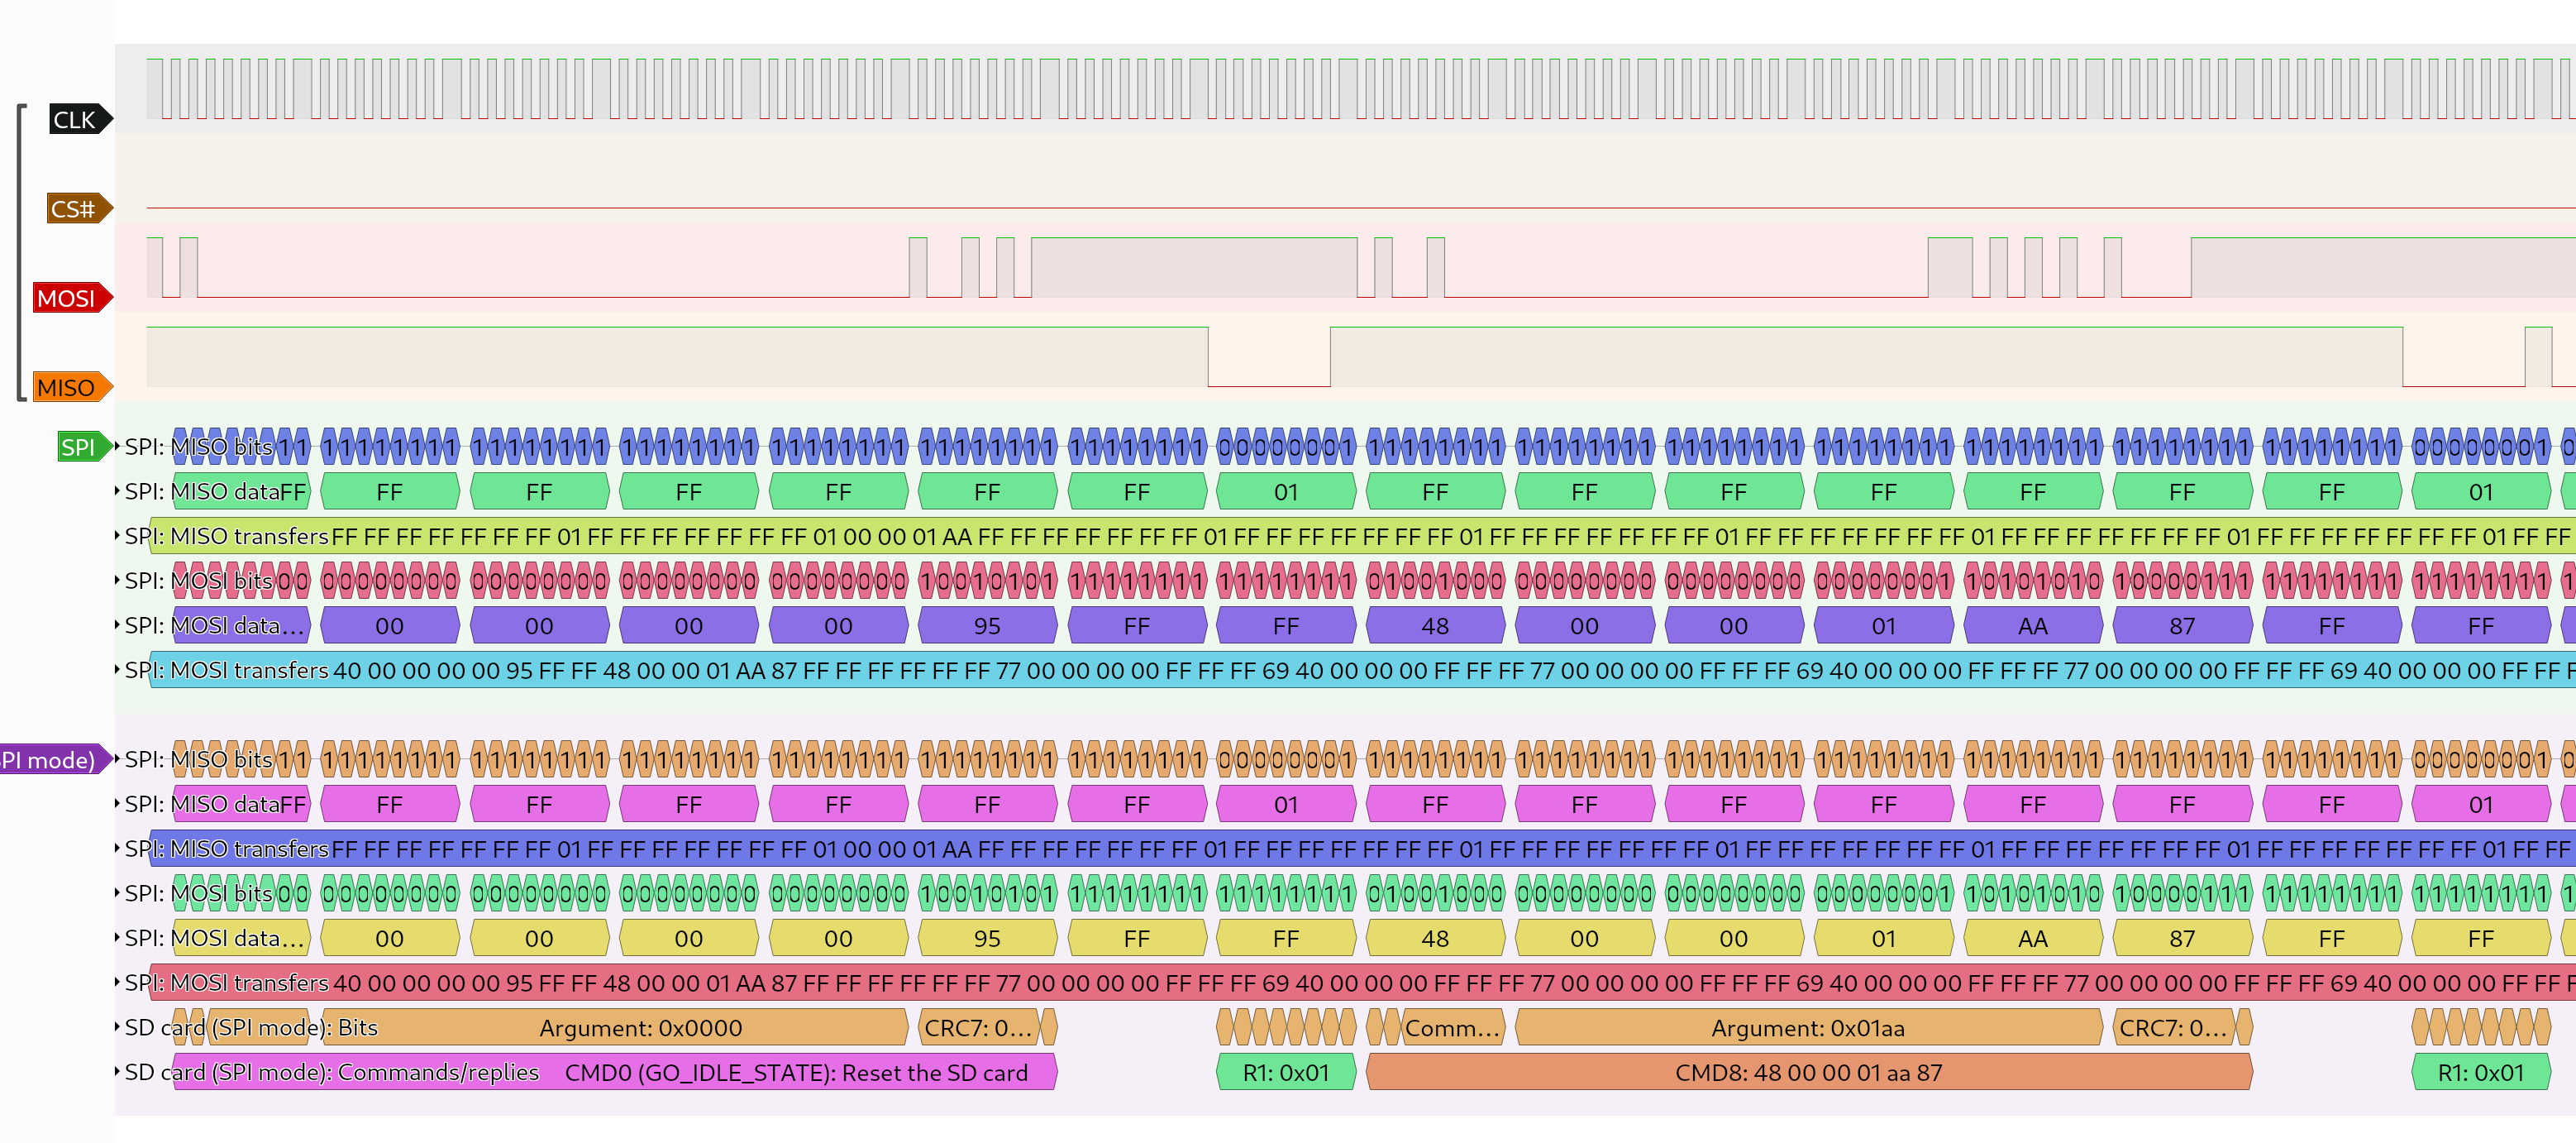 CLK
CS#
MOSI
MISO
SPI
SPI: MISO bits 11 11111111 11111111 11111111 11111111 11111111 11111111 00000001 11111111 11111111 11111111 11111111 11111111 11111111 11111111 00000001 0
SPI: MISO data FF FF FF FF FF FF FF 01 FF FF FF FF FF FF FF 01
SPI: MISO transfers FF FF FF FF FF FF FF 01 FF FF FF FF FF FF FF 01 00 00 01 AA FF FF FF FF FF FF FF 01 FF FF FF FF FF FF FF 01 FF FF FF FF FF FF FF 01 FF FF FF FF FF FF FF 01 FF FF FF FF FF FF FF 01 FF FF FF FF FF FF FF 01 FF FF
SPI: MOSI bits 00 00000000 00000000 00000000 00000000 10010101 11111111 11111111 01001000 00000000 00000000 00000001 10101010 10000111 11111111 11111111 1
SPI: MOSI data... 00 00 00 00 95 FF FF 48 00 00 01 AA 87 FF FF
SPI: MOSI transfers 40 00 00 00 00 95 FF FF 48 00 00 01 AA 87 FF FF FF FF FF FF 77 00 00 00 00 FF FF FF 69 40 00 00 00 FF FF FF 77 00 00 00 00 FF FF FF 69 40 00 00 00 FF FF FF 77 00 00 00 00 FF FF FF 69 40 00 00 00 FF FF F
PI mode)
SPI: MISO bits 11 11111111 11111111 11111111 11111111 11111111 11111111 00000001 11111111 11111111 11111111 11111111 11111111 11111111 11111111 00000001 0
SPI: MISO data FF FF FF FF FF FF FF 01 FF FF FF FF FF FF FF 01
SPI: MISO transfers FF FF FF FF FF FF FF 01 FF FF FF FF FF FF FF 01 00 00 01 AA FF FF FF FF FF FF FF 01 FF FF FF FF FF FF FF 01 FF FF FF FF FF FF FF 01 FF FF FF FF FF FF FF 01 FF FF FF FF FF FF FF 01 FF FF FF FF FF FF FF 01 FF FF
SPI: MOSI bits 00 00000000 00000000 00000000 00000000 10010101 11111111 11111111 01001000 00000000 00000000 00000001 10101010 10000111 11111111 11111111 1
SPI: MOSI data... 00 00 00 00 95 FF FF 48 00 00 01 AA 87 FF FF
SPI: MOSI transfers 40 00 00 00 00 95 FF FF 48 00 00 01 AA 87 FF FF FF FF FF FF 77 00 00 00 00 FF FF FF 69 40 00 00 00 FF FF FF 77 00 00 00 00 FF FF FF 69 40 00 00 00 FF FF FF 77 00 00 00 00 FF FF FF 69 40 00 00 00 FF FF F
SD card (SPI mode): Bits Argument: 0x0000 CRC7: 0... Comm... Argument: 0x01aa CRC7: 0...
SD card (SPI mode): Commands/replies CMD0 (GO_IDLE_STATE): Reset the SD card R1: 0x01 CMD8: 48 00 00 01 aa 87 R1: 0x01